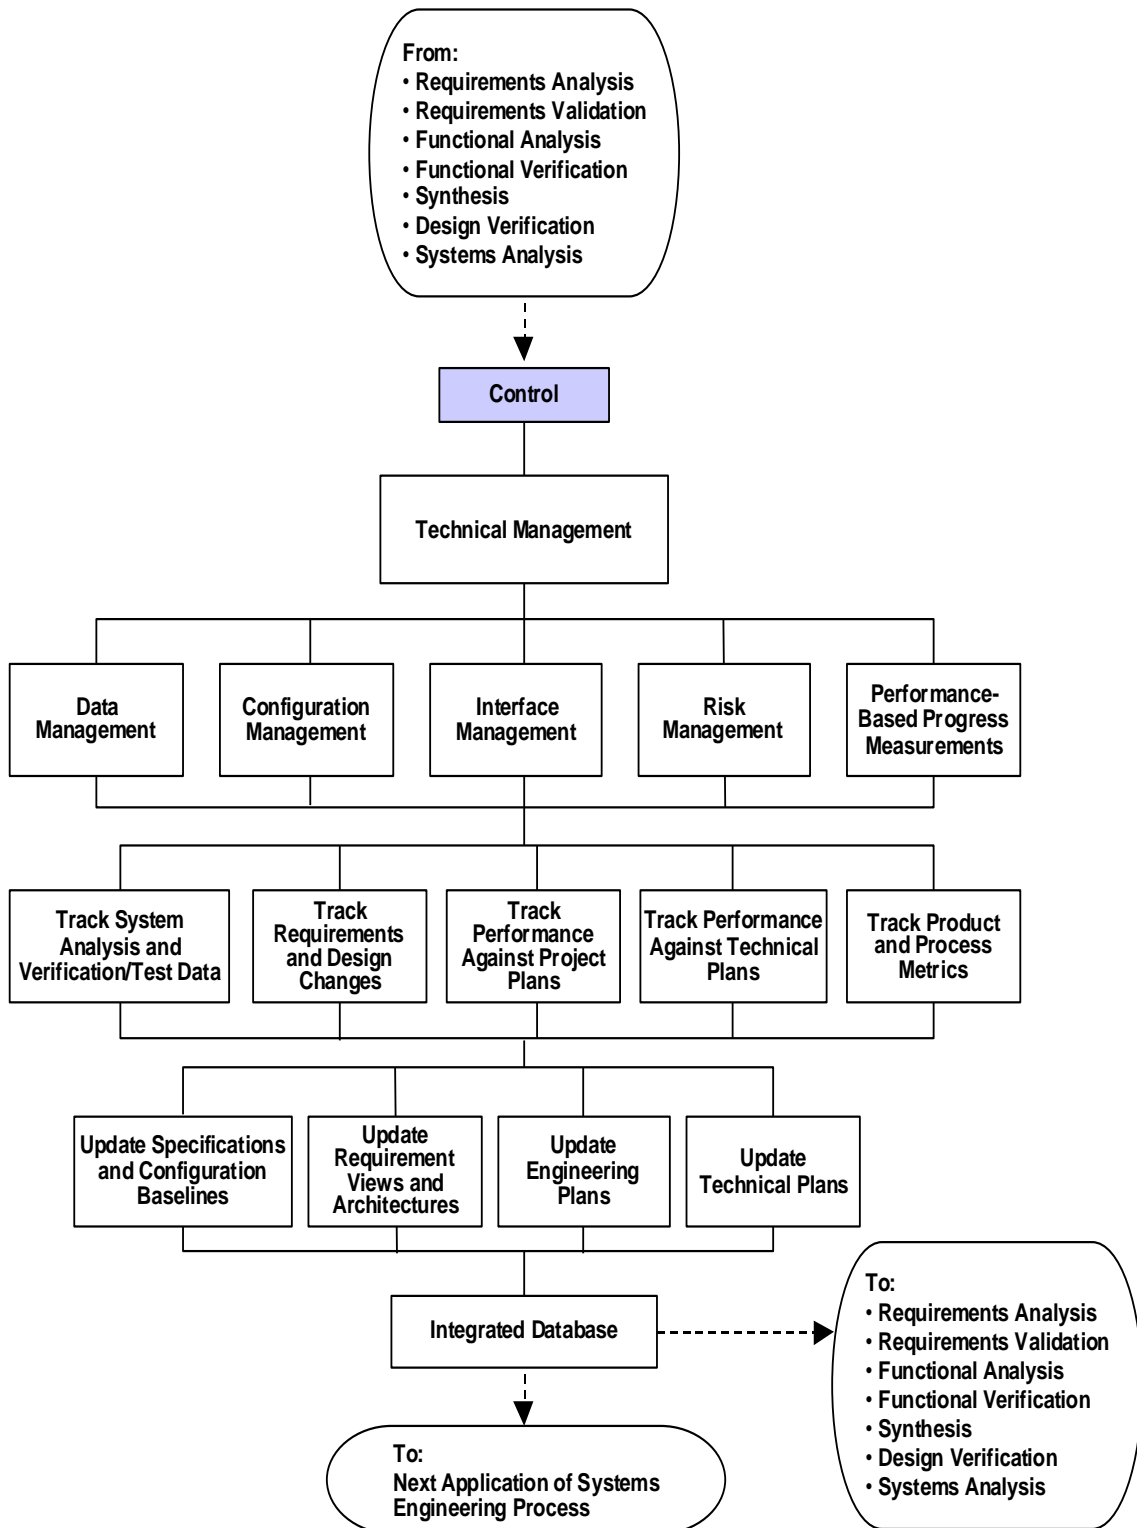 From:
• Requirements Analysis
• Requirements Validation
• Functional Analysis
• Functional Verification
• Synthesis
• Design Verification
• Systems Analysis
Control
Technical Management
Data
Management
Configuration
Management
Interface
Management
Risk
Management
Performance-
Based Progress
Measurements
Track System
Analysis and
Verification/Test Data
Track
Requirements
and Design
Changes
Track
Performance
Against Project
Plans
Track Performance
Against Technical
Plans
Track Product
and Process
Metrics
Update Specifications
and Configuration
Baselines
Update
Requirement
Views and
Architectures
Update
Engineering
Plans
Update
Technical Plans
Integrated Database
To:
• Requirements Analysis
• Requirements Validation
• Functional Analysis
• Functional Verification
• Synthesis
• Design Verification
• Systems Analysis
To:
Next Application of Systems
Engineering Process